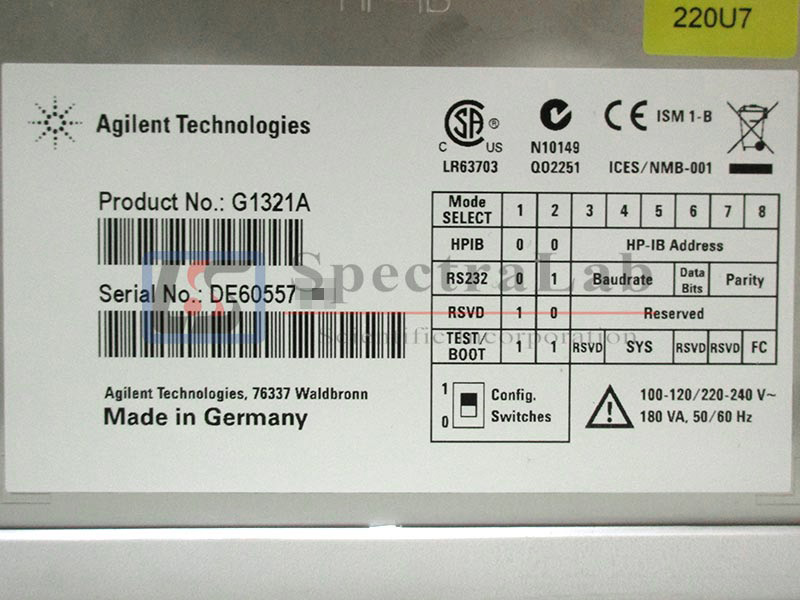 HP-IB
220U7
Agilent Technologies
Product No.: G1321A
Serial No.: DE60557
Agilent Technologies, 76337 Waldbronn
Made in Germany
SA ®
C US
LR63703
N10149
Q02251
CE ISM 1-B
ICES/NMB-001
Mode SELECT 1 2 3 4 5 6 7 8
HPIB 0 0 HP-IB Address
RS232 0 1 Baudrate Data Bits Parity
RSVD 1 0 Reserved
TEST/BOOT 1 1 RSVD SYS RSVD RSVD FC
1
0
Config.
Switches
100-120/220-240 V~
180 VA, 50/60 Hz
SpectraLab
Scientific Incorporation